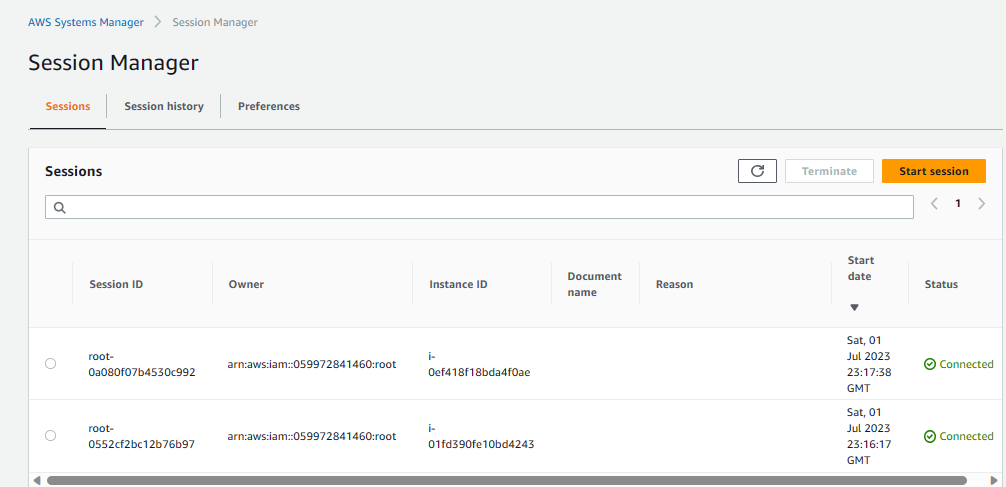 AWS Systems Manager > Session Manager
Session Manager
Sessions Session history Preferences
Sessions Terminate Start session
1
Session ID Owner Instance ID Document name Reason Start date Status
root-
0a080f07b4530c992
arn:aws:iam::059972841460:root
i-
0ef418f18bda4f0ae
Sat, 01
Jul 2023
23:17:38
GMT
Connected
root-
0552cf2bc12b76b97
arn:aws:iam::059972841460:root
i-
01fd390fe10bd4243
Sat, 01
Jul 2023
23:16:17
GMT
Connected